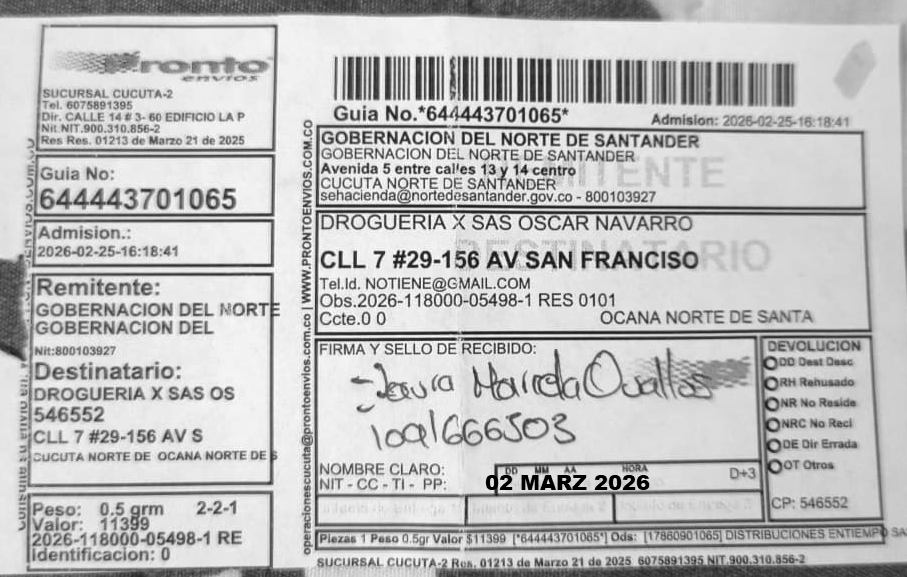 Pronto
envios
SUCURSAL CUCUTA-2
Tel. 6075891395
Dir. CALLE 14 # 3- 60 EDIFICIO LA P
Nit.NIT.900.310.856-2
Res Res. 01213 de Marzo 21 de 2025
Guia No:
644443701065
Admision.:
2026-02-25-16:18:41
Remitente:
GOBERNACION DEL NORTE
GOBERNACION DEL
Nit:800103927
Destinatario:
DROGUERIA X SAS OS
546552
CLL 7 #29-156 AV S
CUCUTA NORTE DE OCANA NORTE DE S
Peso: 0.5 grm 2-2-1
Valor: 11399
2026-118000-05498-1 RE
Identificacion: 0
operacionescucuta@prontoenvios.com.co | WWW.PRONTOENVIOS.COM.CO
Guia No.*644443701065*
Admision: 2026-02-25-16:18:41
REMITENTE
GOBERNACION DEL NORTE DE SANTANDER
GOBERNACION DEL NORTE DE SANTANDER
Avenida 5 entre calles 13 y 14 centro
CUCUTA NORTE DE SANTANDER
sehacienda@nortedesantander.gov.co - 800103927
DESTINATARIO
DROGUERIA X SAS OSCAR NAVARRO
CLL 7 #29-156 AV SAN FRANCISO
Tel.Id. NOTIENE@GMAIL.COM
Obs.2026-118000-05498-1 RES 0101
Ccte.0 0 OCANA NORTE DE SANTA
FIRMA Y SELLO DE RECIBIDO:
Marcela
1091666503
NOMBRE CLARO:
NIT - CC - TI - PP:
DD MM AA HORA D+3
02 MARZ 2026
DEVOLUCION
DD Dest Desc
RH Rehusado
NR No Reside
NRC No Recl
DE Dir Errada
OT Otros
CP: 546552
Piezas 1 Peso 0.5gr Valor $11399 [*644443701065*] Ods: [17860901065] DISTRIBUCIONES ENTIEMPO SA
SUCURSAL CUCUTA-2 Res. 01213 de Marzo 21 de 2025 6075891395 NIT.900.310.856-2